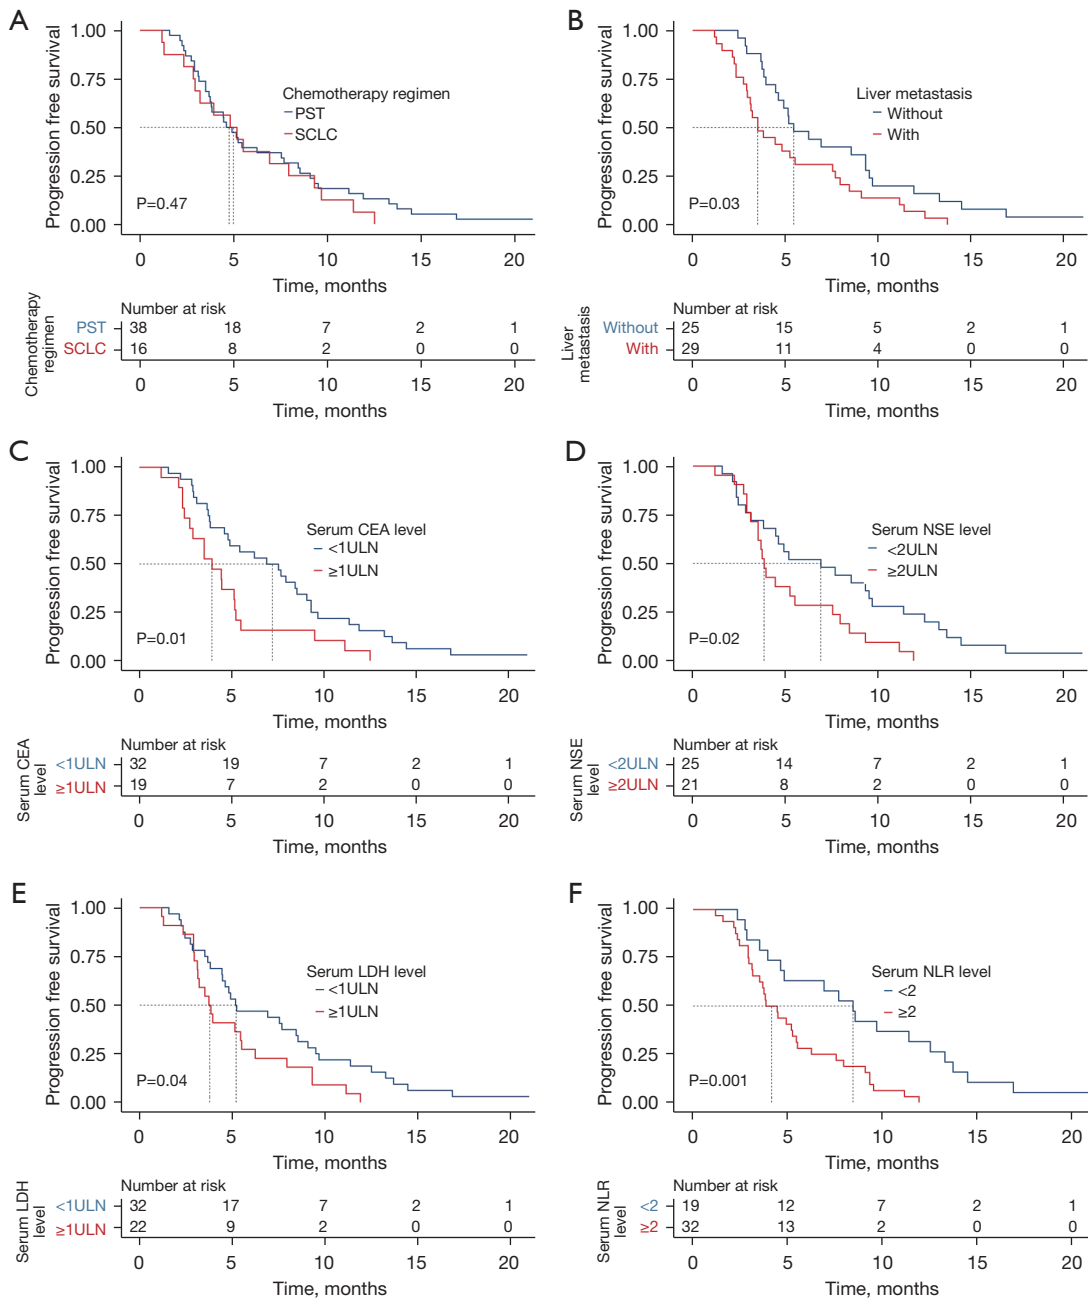 A
Progression free survival
1.00
0.75
0.50
0.25
0.00
Chemotherapy regimen
PST
SCLC
P=0.47
0 5 10 15 20
Time, months
Number at risk
Chemotherapy
regimen
PST 38 18 7 2 1
SCLC 16 8 2 0 0
0 5 10 15 20
Time, months
B
Progression free survival
1.00
0.75
0.50
0.25
0.00
Liver metastasis
Without
With
P=0.03
0 5 10 15 20
Time, months
Number at risk
Liver
metastasis
Without 25 15 5 2 1
With 29 11 4 0 0
0 5 10 15 20
Time, months
C
Progression free survival
1.00
0.75
0.50
0.25
0.00
Serum CEA level
<1ULN
≥1ULN
P=0.01
0 5 10 15 20
Time, months
Number at risk
Serum CEA
level
<1ULN 32 19 7 2 1
≥1ULN 19 7 2 0 0
0 5 10 15 20
Time, months
D
Progression free survival
1.00
0.75
0.50
0.25
0.00
Serum NSE level
<2ULN
≥2ULN
P=0.02
0 5 10 15 20
Time, months
Number at risk
Serum NSE
level
<2ULN 25 14 7 2 1
≥2ULN 21 8 2 0 0
0 5 10 15 20
Time, months
E
Progression free survival
1.00
0.75
0.50
0.25
0.00
Serum LDH level
<1ULN
≥1ULN
P=0.04
0 5 10 15 20
Time, months
Number at risk
Serum LDH
level
<1ULN 32 17 7 2 1
≥1ULN 22 9 2 0 0
0 5 10 15 20
Time, months
F
Progression free survival
1.00
0.75
0.50
0.25
0.00
Serum NLR level
<2
≥2
P=0.001
0 5 10 15 20
Time, months
Number at risk
Serum NLR
level
<2 19 12 7 2 1
≥2 32 13 2 0 0
0 5 10 15 20
Time, months